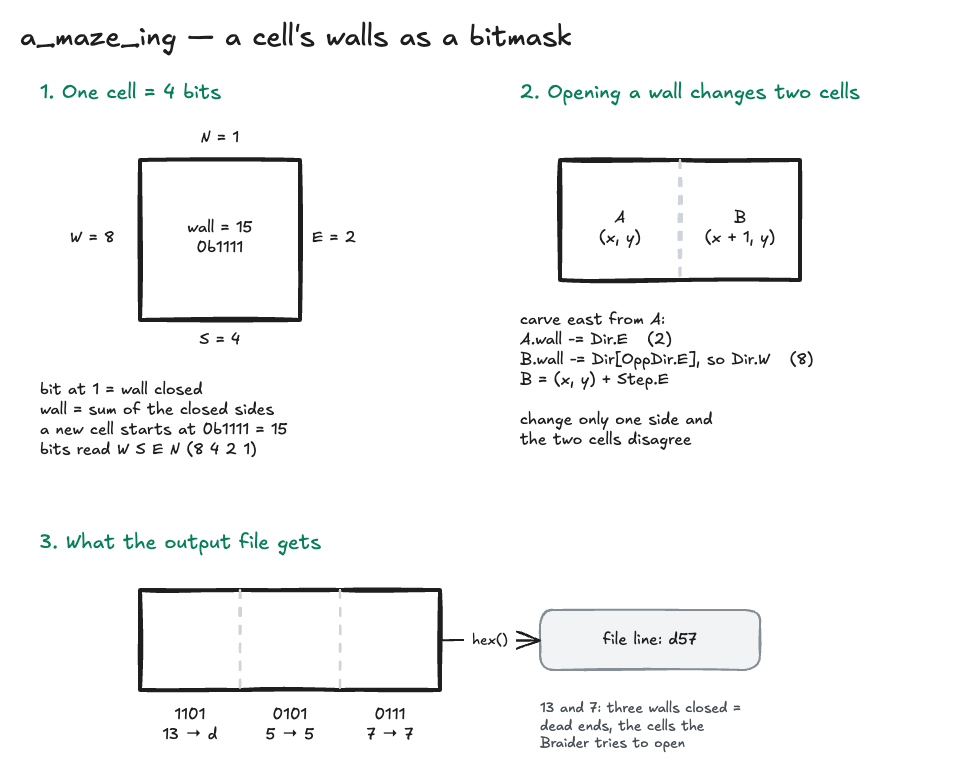 a_maze_ing — a cell's walls as a bitmask
1. One cell = 4 bits
N = 1
W = 8
wall = 15
0b1111
E = 2
S = 4
bit at 1 = wall closed
wall = sum of the closed sides
a new cell starts at 0b1111 = 15
bits read W S E N (8 4 2 1)
2. Opening a wall changes two cells
A
(x, y)
B
(x + 1, y)
carve east from A:
A.wall -= Dir.E (2)
B.wall -= Dir[OppDir.E], so Dir.W (8)
B = (x, y) + Step.E
change only one side and
the two cells disagree
3. What the output file gets
hex()
file line: d57
1101
13 → d
0101
5 → 5
0111
7 → 7
13 and 7: three walls closed =
dead ends, the cells the
Braider tries to open